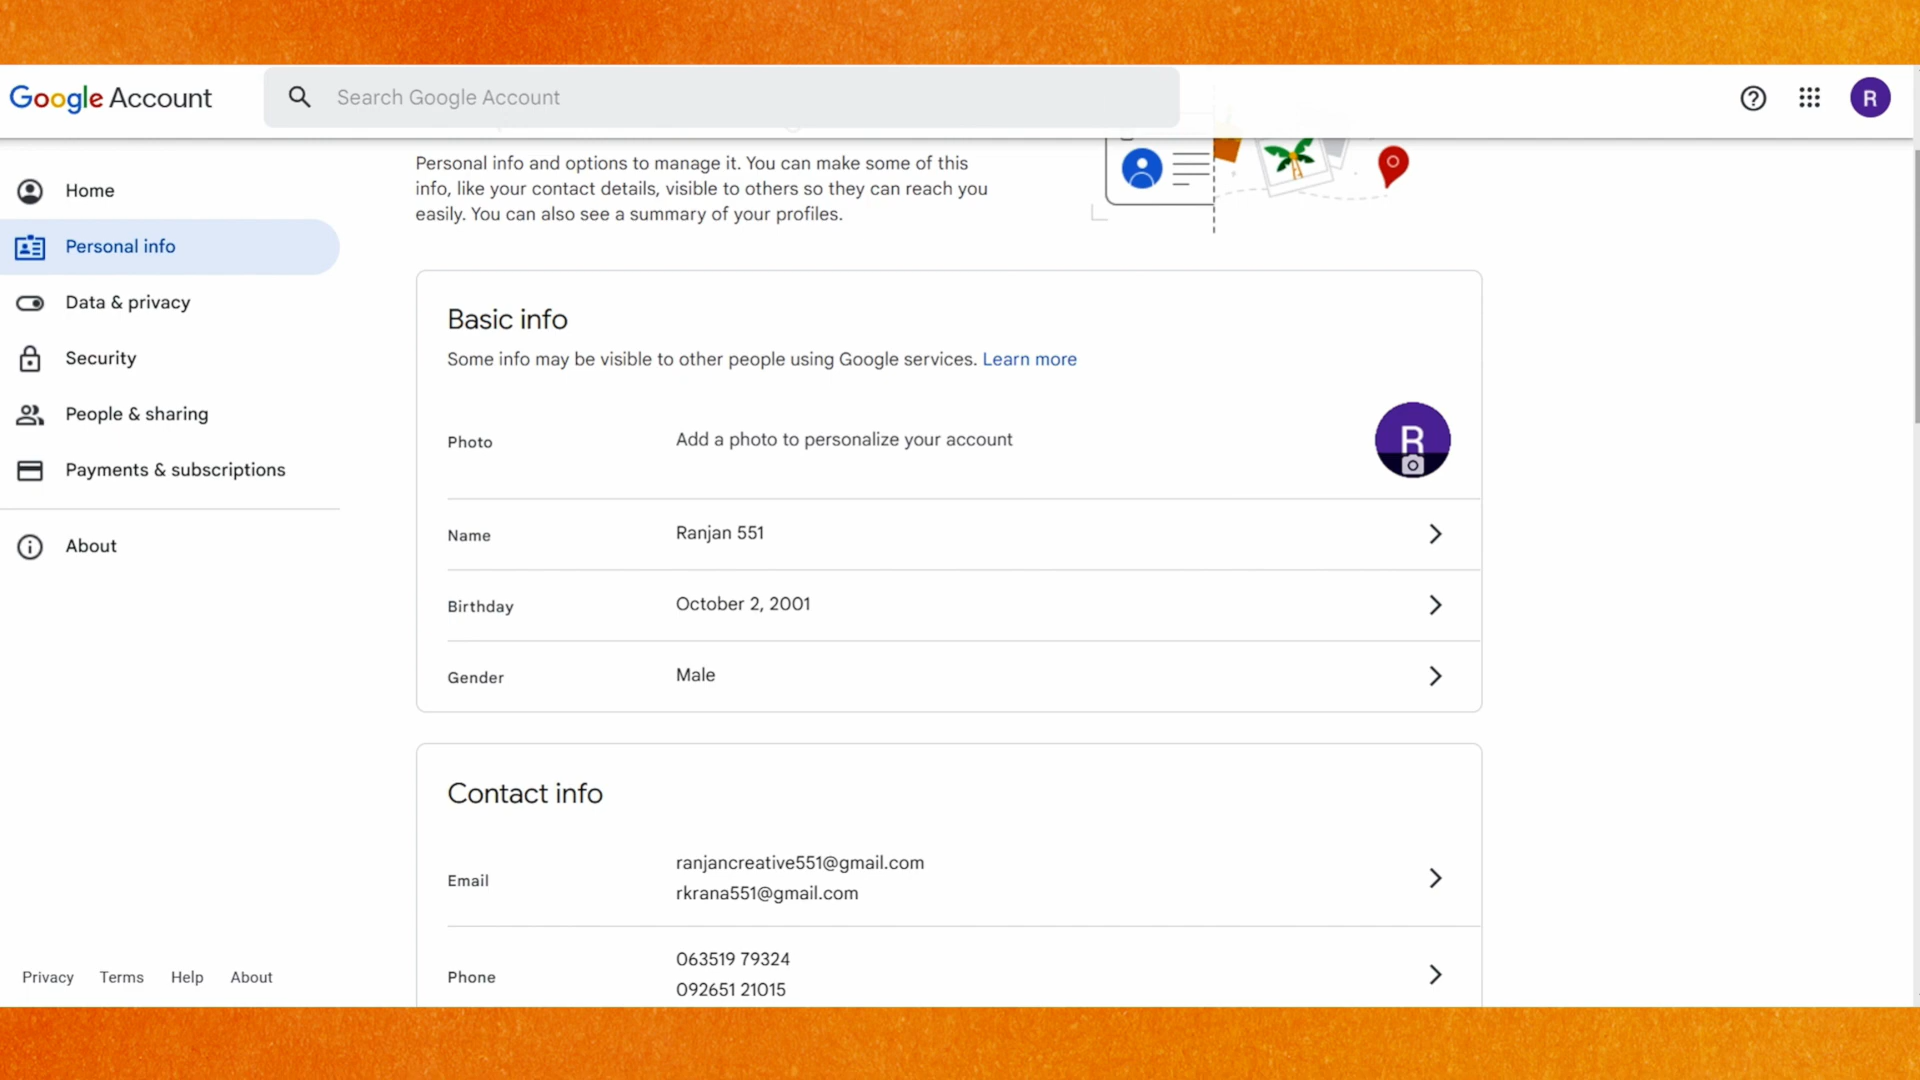 Google Account
Search Google Account
R
Home
Personal info
Data & privacy
Security
People & sharing
Payments & subscriptions
About
Personal info and options to manage it. You can make some of this
info, like your contact details, visible to others so they can reach you
easily. You can also see a summary of your profiles.
Basic info
Some info may be visible to other people using Google services. Learn more
Photo
Add a photo to personalize your account
R
Name
Ranjan 551
Birthday
October 2, 2001
Gender
Male
Contact info
Email
ranjancreative551@gmail.com
rkrana551@gmail.com
Phone
063519 79324
092651 21015
Privacy Terms Help About